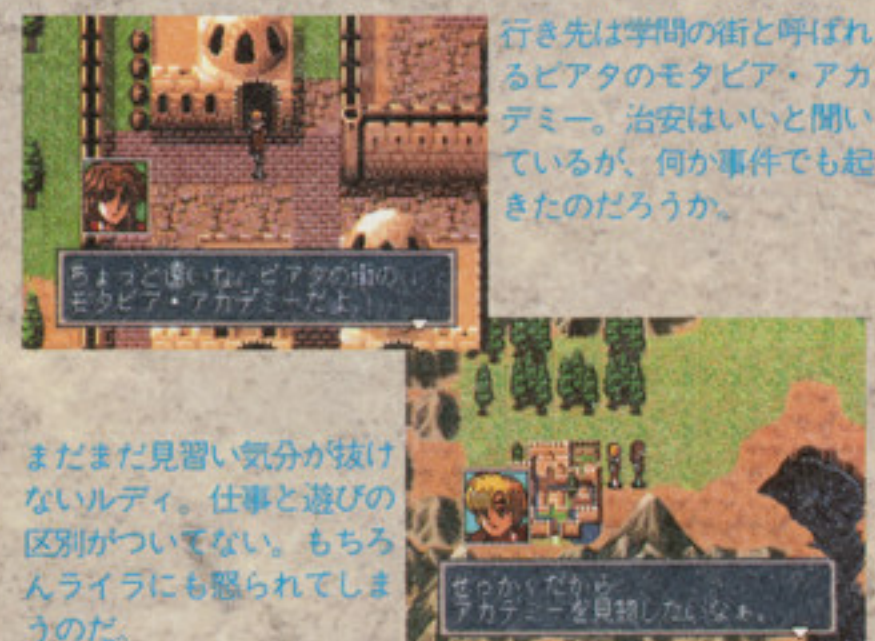 行き先は学問の街と呼ばれ
るピアタのモタビア・アカ
デミー。治安はいいと聞い
ているが、何か事件でも起
きたのだろうか。
ちょっと遠いな。ピアタの街の
モタビア・アカデミーだよ。
まだまだ見習い気分が抜け
ないルディ。仕事と遊びの
区別がついてない。もちろ
んライラにも怒られてしま
うのだ。
せっかくだから
アカデミーを見物したいなぁ。